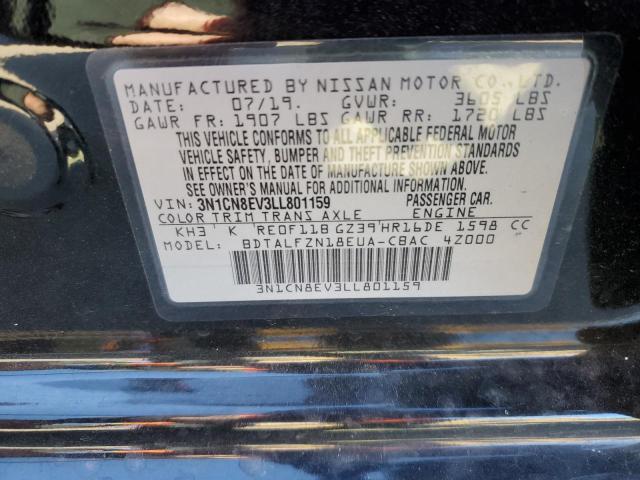 MANUFACTURED BY NISSAN MOTOR CO., LTD.
DATE: 07/19. GVWR: 3605 LBS
GAWR FR: 1907 LBS GAWR RR: 1720 LBS
THIS VEHICLE CONFORMS TO ALL APPLICABLE FEDERAL MOTOR
VEHICLE SAFETY, BUMPER AND THEFT PREVENTION STANDARDS
IN EFFECT ON THE DATE OF MANUFACTURE SHOWN ABOVE.
SEE OWNER'S MANUAL FOR ADDITIONAL INFORMATION.
VIN: 3N1CN8EV3LL801159 PASSENGER CAR.
COLOR TRIM TRANS AXLE ENGINE
KH3 K RE0F11B GZ39 HR16DE 1598 CC
BDTALFZN18EUA-C8AC 4Z000
3N1CN8EV3LL801159